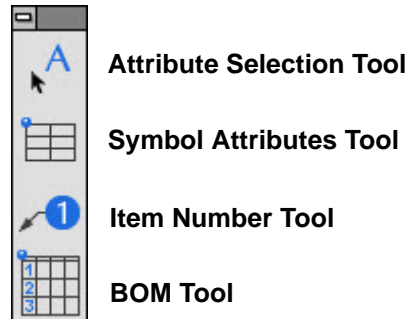 A
Attribute Selection Tool
Symbol Attributes Tool
1
Item Number Tool
1
2
3
BOM Tool